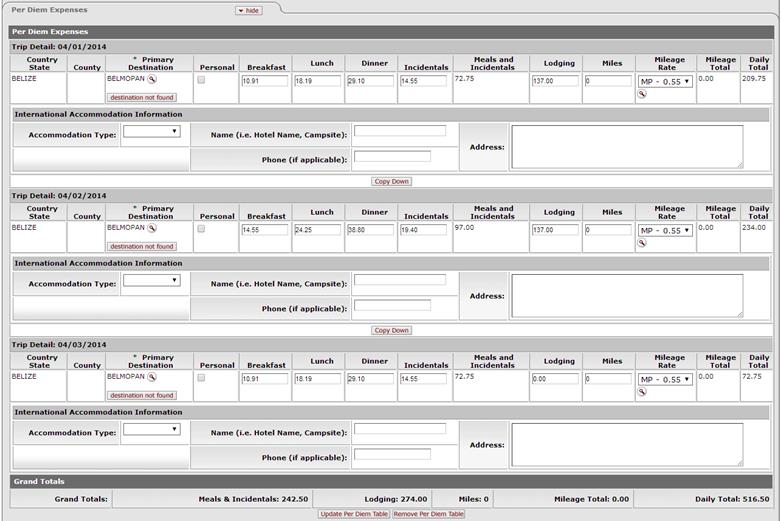 Per Diem Expenses
hide
Per Diem Expenses
Trip Detail: 04/01/2014
Country State County * Primary Destination Personal Breakfast Lunch Dinner Incidentals Meals and Incidentals Lodging Miles Mileage Rate Mileage Total Daily Total
BELIZE BELMOPAN 10.91 18.19 29.10 14.55 72.75 137.00 0 MP - 0.55 0.00 209.75
destination not found
International Accommodation Information
Accommodation Type: Name (i.e. Hotel Name, Campsite): Address:
Phone (if applicable):
Copy Down
Trip Detail: 04/02/2014
Country State County * Primary Destination Personal Breakfast Lunch Dinner Incidentals Meals and Incidentals Lodging Miles Mileage Rate Mileage Total Daily Total
BELIZE BELMOPAN 14.55 24.25 38.80 19.40 97.00 137.00 0 MP - 0.55 0.00 234.00
destination not found
International Accommodation Information
Accommodation Type: Name (i.e. Hotel Name, Campsite): Address:
Phone (if applicable):
Copy Down
Trip Detail: 04/03/2014
Country State County * Primary Destination Personal Breakfast Lunch Dinner Incidentals Meals and Incidentals Lodging Miles Mileage Rate Mileage Total Daily Total
BELIZE BELMOPAN 10.91 18.19 29.10 14.55 72.75 0.00 0 MP - 0.55 0.00 72.75
destination not found
International Accommodation Information
Accommodation Type: Name (i.e. Hotel Name, Campsite): Address:
Phone (if applicable):
Grand Totals
Grand Totals: Meals & Incidentals: 242.50 Lodging: 274.00 Miles: 0 Mileage Total: 0.00 Daily Total: 516.50
Update Per Diem Table Remove Per Diem Table